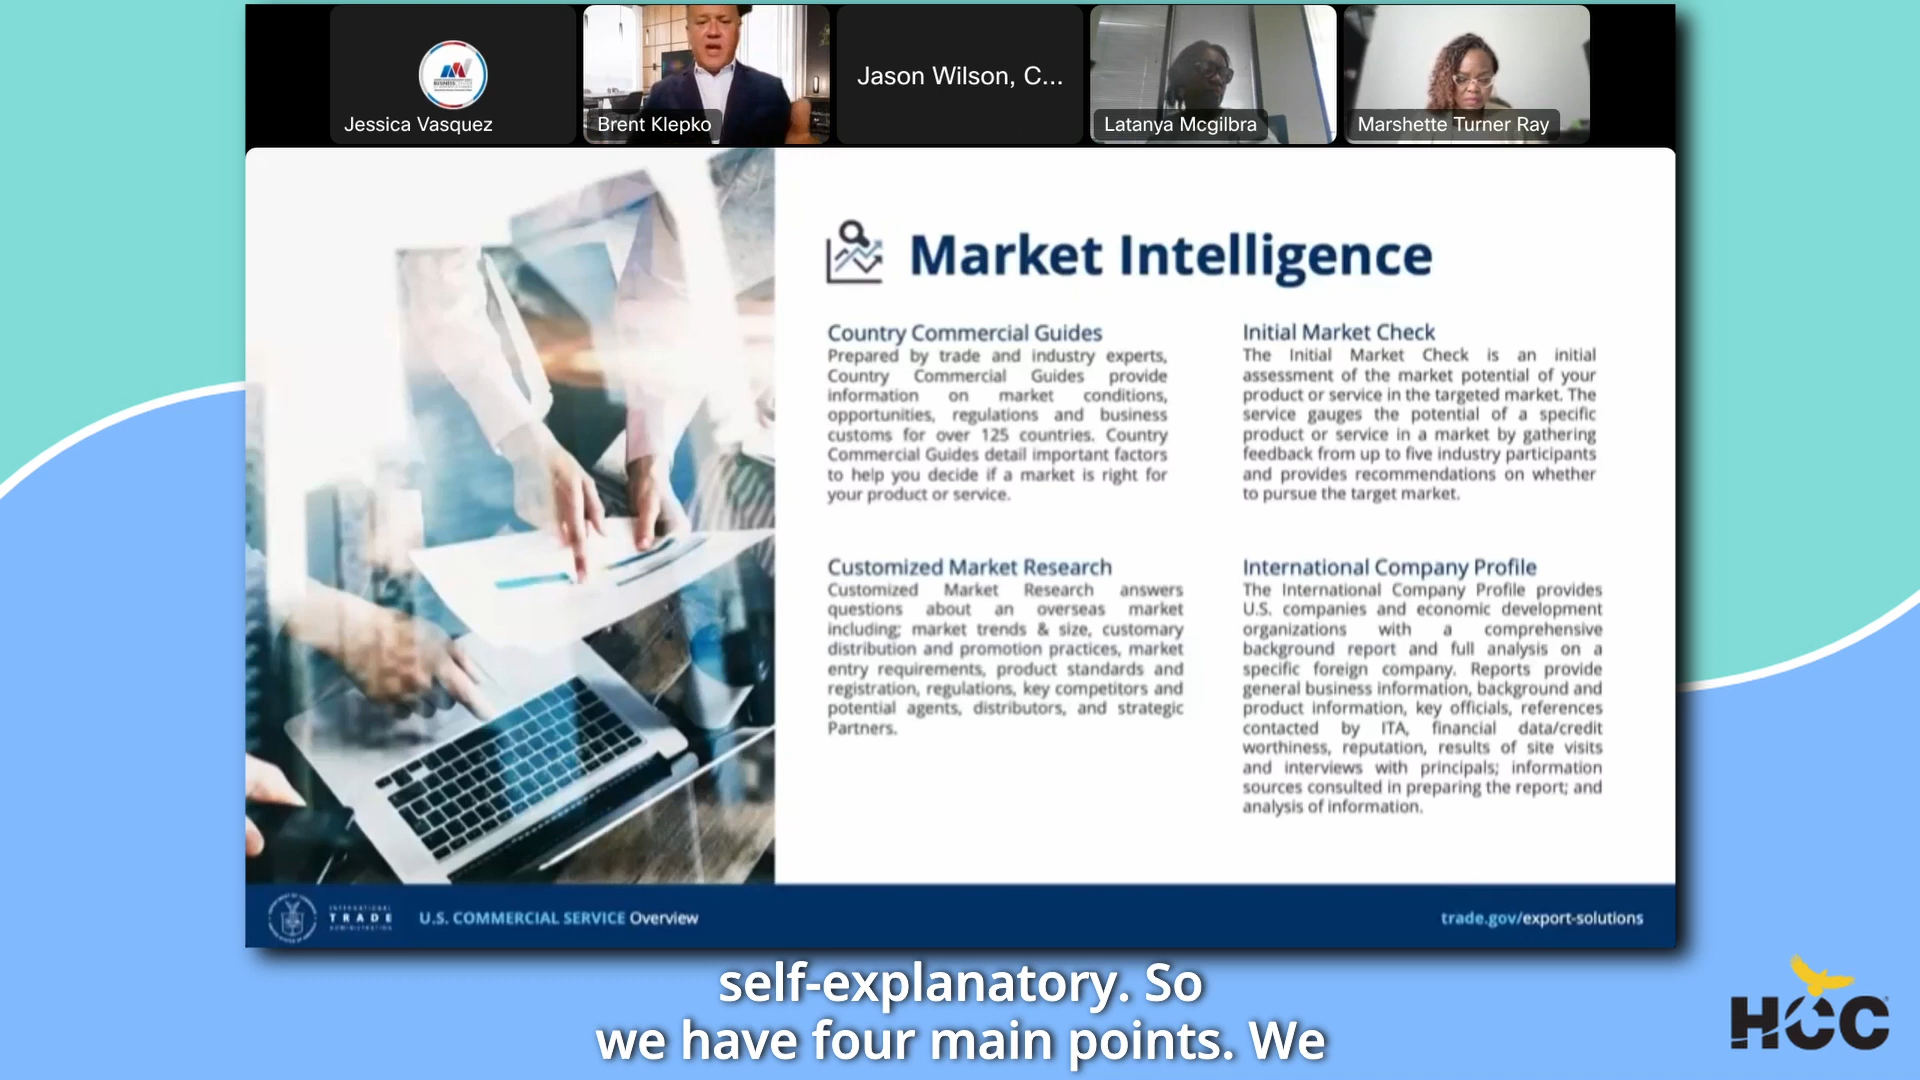 Jessica Vasquez
Brent Klepko
Jason Wilson, C...
Latanya Mcgilbra
Marshette Turner Ray
Market Intelligence
Country Commercial Guides
Prepared by trade and industry experts,
Country Commercial Guides provide
information on market conditions,
opportunities, regulations and business
customs for over 125 countries. Country
Commercial Guides detail important factors
to help you decide if a market is right for
your product or service.
Initial Market Check
The Initial Market Check is an initial
assessment of the market potential of your
product or service in the targeted market. The
service gauges the potential of a specific
product or service in a market by gathering
feedback from up to five industry participants
and provides recommendations on whether
to pursue the target market.
Customized Market Research
Customized Market Research answers
questions about an overseas market
including; market trends & size, customary
distribution and promotion practices, market
entry requirements, product standards and
registration, regulations, key competitors and
potential agents, distributors, and strategic
Partners.
International Company Profile
The International Company Profile provides
U.S. companies and economic development
organizations with a comprehensive
background report and full analysis on a
specific foreign company. Reports provide
general business information, background and
product information, key officials, references
contacted by ITA, financial data/credit
worthiness, reputation, results of site visits
and interviews with principals; information
sources consulted in preparing the report; and
analysis of information.
INTERNATIONAL
TRADE
ADMINISTRATION
U.S. COMMERCIAL SERVICE Overview
trade.gov/export-solutions
self-explanatory. So
we have four main points. We
HCC